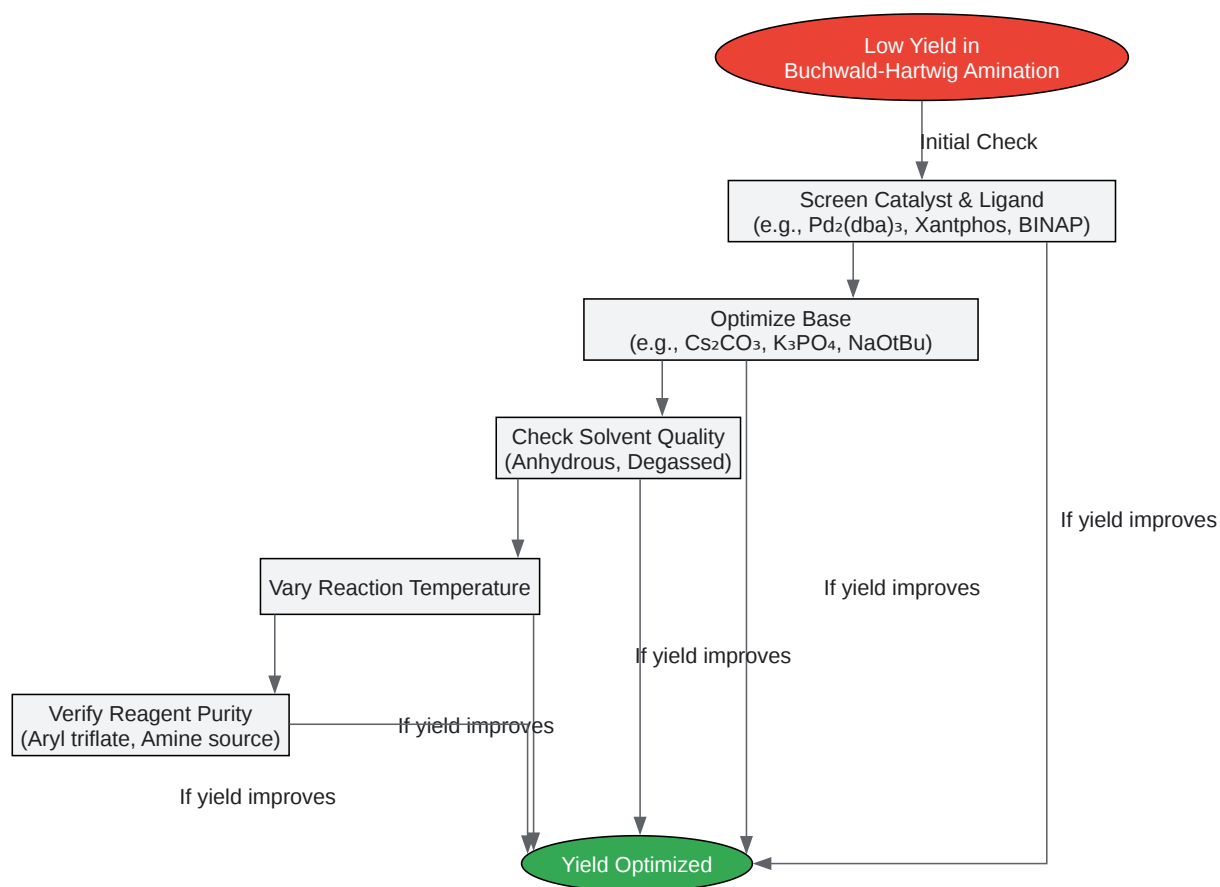 Low Yield in
Buchwald-Hartwig Amination
Initial Check
Screen Catalyst & Ligand
(e.g., Pd₂(dba)₃, Xantphos, BINAP)
Optimize Base
(e.g., Cs₂CO₃, K₃PO₄, NaOtBu)
Check Solvent Quality
(Anhydrous, Degassed)
If yield improves
Vary Reaction Temperature
If yield improves
If yield improves
Verify Reagent Purity
(Aryl triflate, Amine source)
If yield improves
If yield improves
Yield Optimized